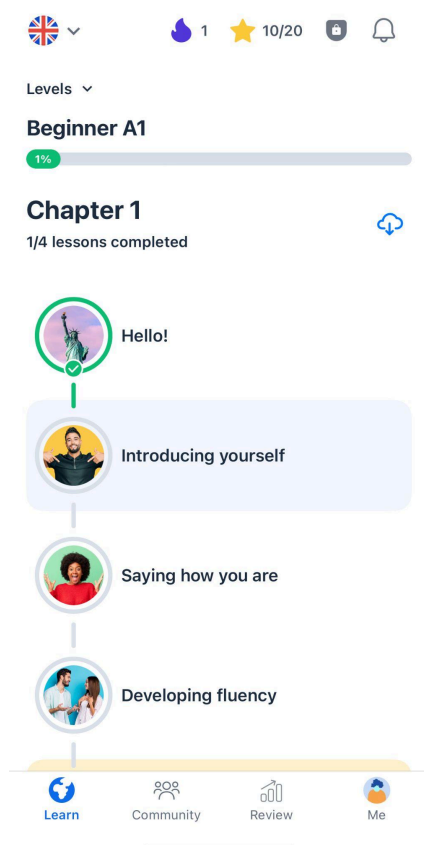 1 10/20
Levels
Beginner A1
1%
Chapter 1
1/4 lessons completed
Hello!
Introducing yourself
Saying how you are
Developing fluency
Learn Community Review Me